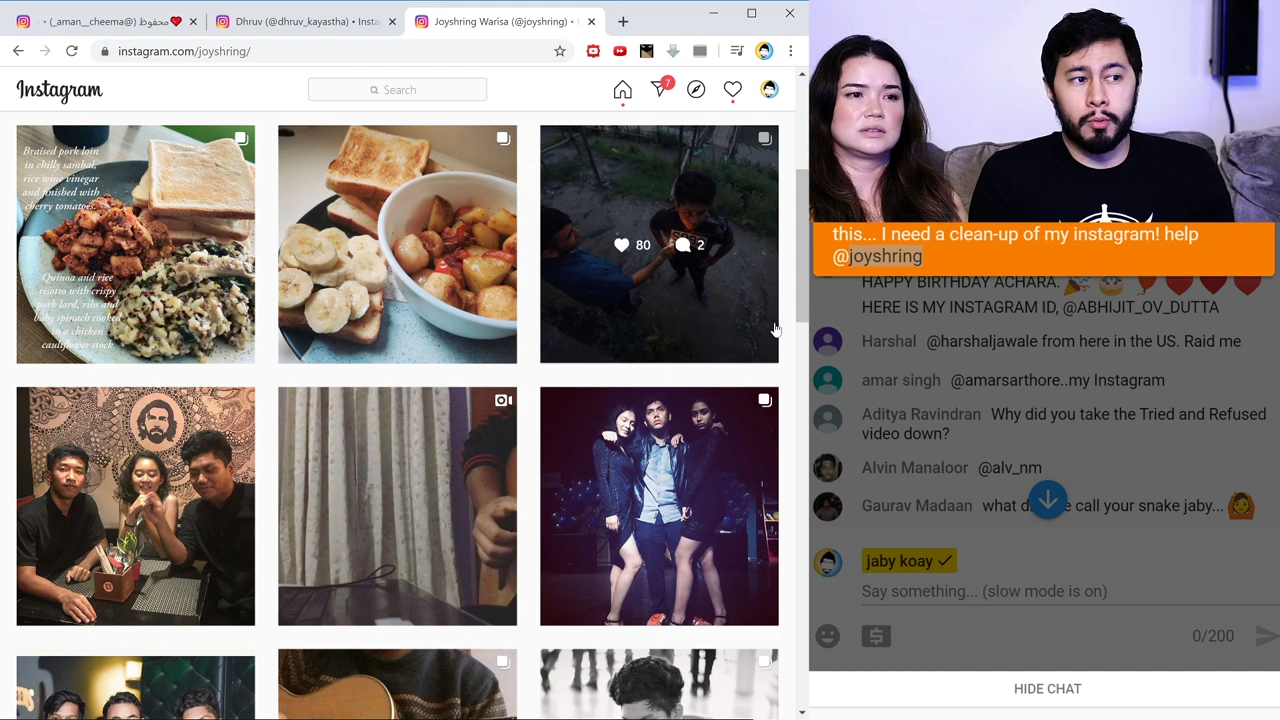 محفوظ (@aman__cheema_) •
Dhruv (@dhruv_kayastha) • Insta
Joyshring Warisa (@joyshring) •
instagram.com/joyshring/
Instagram
Search
7
Braised pork loin
in chilly sambal,
rice wine vinegar
and finished with
cherry tomatoes.
Quinoa and rice
risotto with crispy
pork lard, ribs and
baby spinach cooked
in a chicken
cauliflower stock
80
2
this... I need a clean-up of my instagram! help
@joyshring
HAPPY BIRTHDAY ACHARA.
HERE IS MY INSTAGRAM ID, @ABHIJIT_OV_DUTTA
Harshal @harshaljawale from here in the US. Raid me
amar singh @amarsarthore..my Instagram
Aditya Ravindran Why did you take the Tried and Refused
video down?
Alvin Manaloor @alv_nm
Gaurav Madaan what d e call your snake jaby...
jaby koay
Say something... (slow mode is on)
0/200
HIDE CHAT